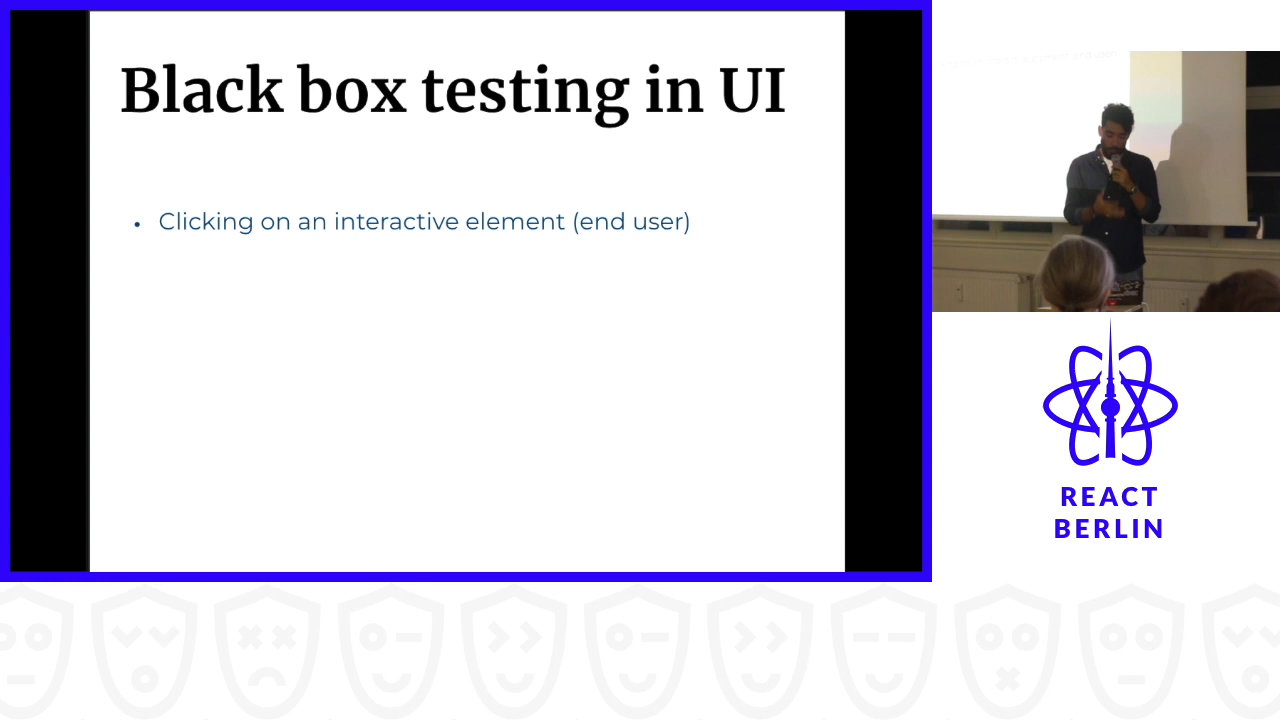 Black box testing in UI
• Clicking on an interactive element (end user)
REACT
BERLIN